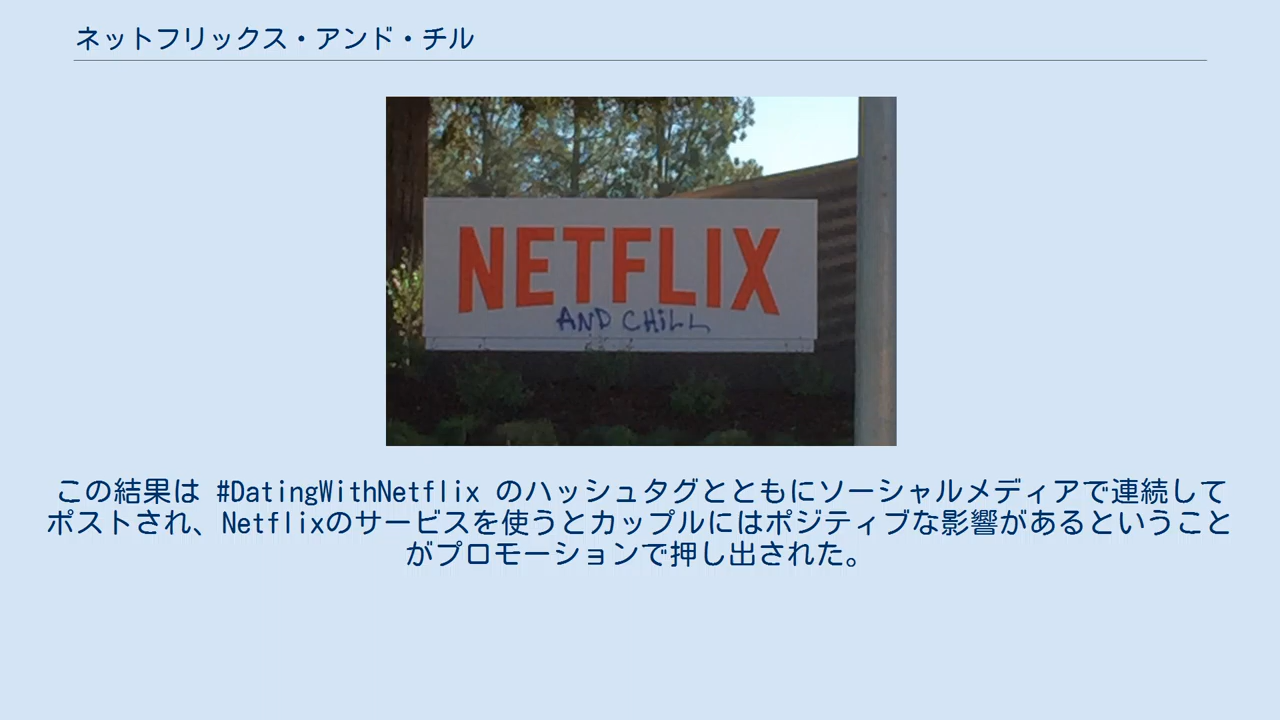 ネットフリックス・アンド・チル
NETFLIX
AND CHILL
この結果は #DatingWithNetflix のハッシュタグとともにソーシャルメディアで連続して
ポストされ、Netflixのサービスを使うとカップルにはポジティブな影響があるということ
がプロモーションで押し出された。